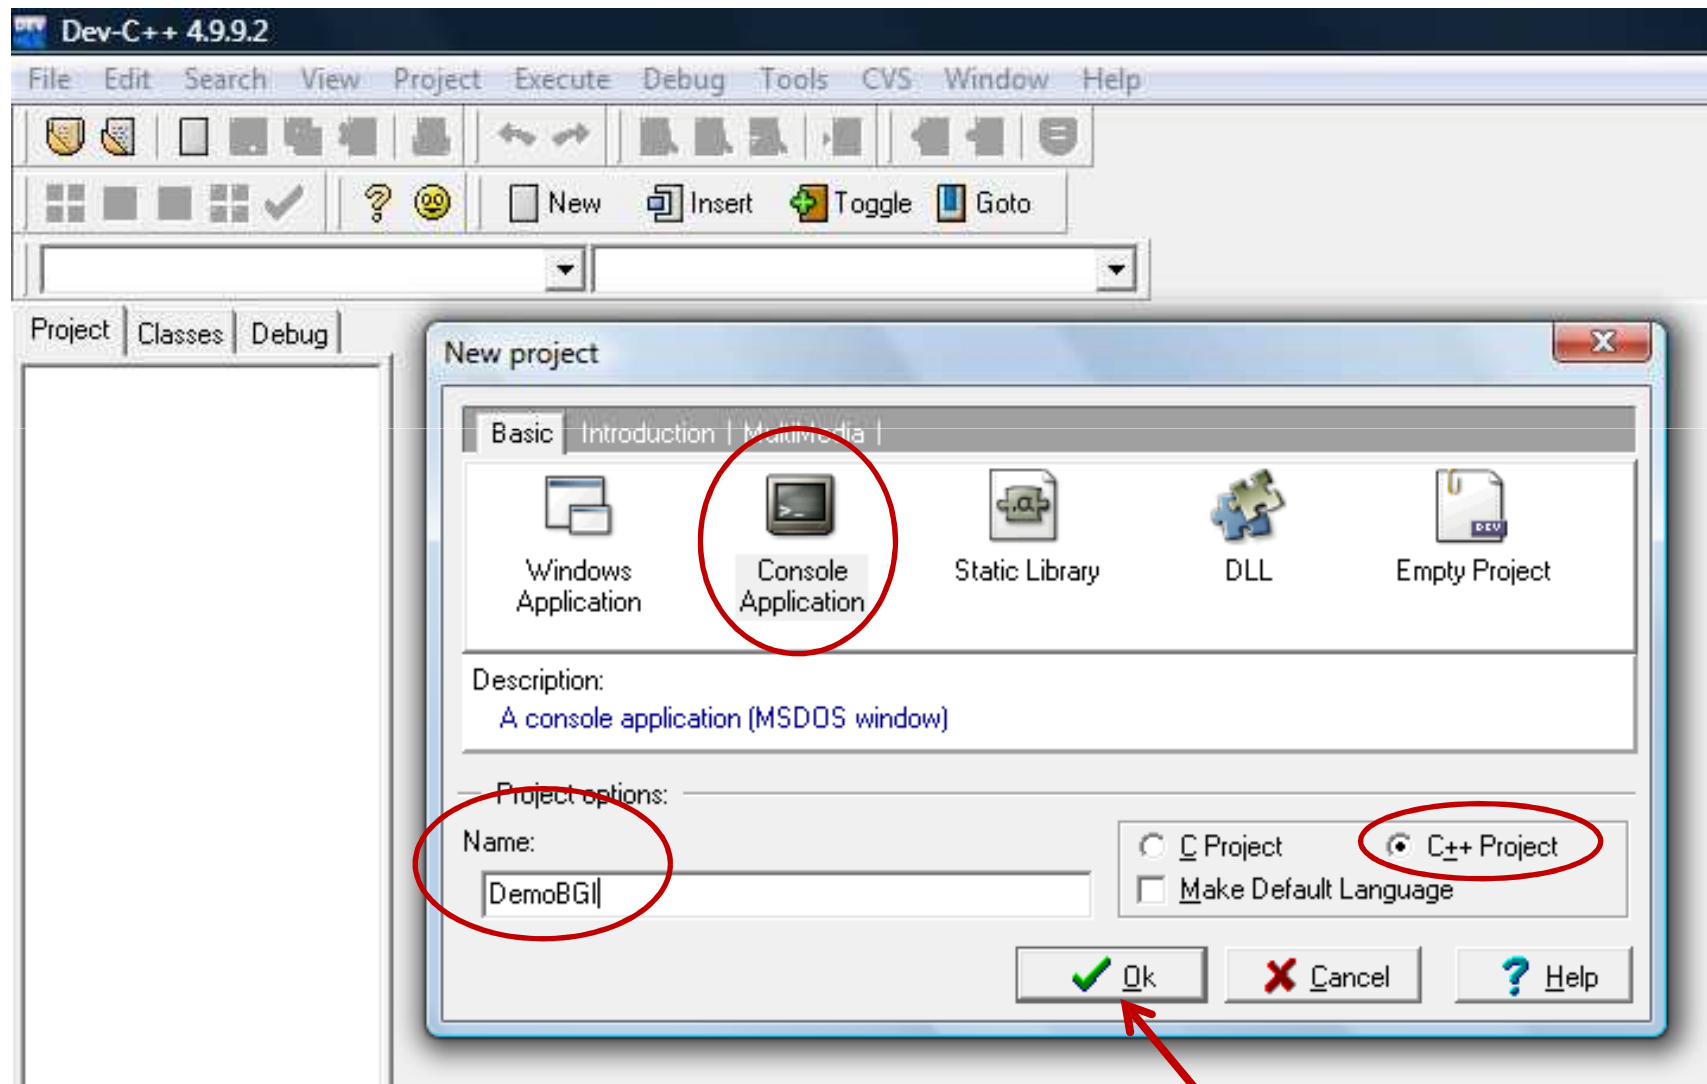 Dev-C++ 4.9.9.2
File Edit Search View Project Execute Debug Tools CVS Window Help
New Insert Toggle Goto
Project Classes Debug
New project
Basic Introduction MultiMedia
Windows Application
Console Application
Static Library
DLL
Empty Project
Description:
A console application (MSDOS window)
Project options:
Name:
DemoBGI
C Project C++ Project
Make Default Language
Ok Cancel Help